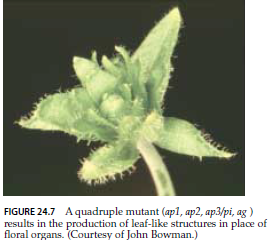 FIGURE 24.7 A quadruple mutant (ap1, ap2, ap3/pi, ag )
results in the production of leaf-like structures in place of
floral organs. (Courtesy of John Bowman.)